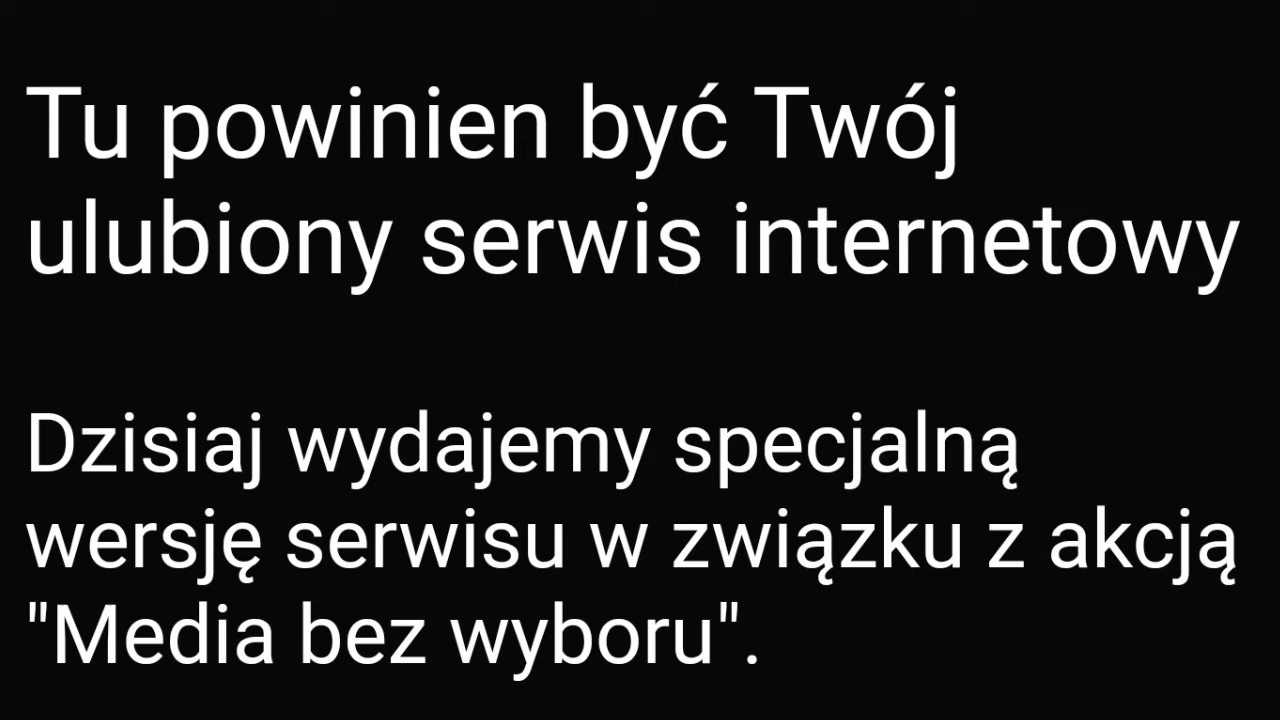 Tu powinien być Twój
ulubiony serwis internetowy
Dzisiaj wydajemy specjalną
wersję serwisu w związku z akcją
"Media bez wyboru".